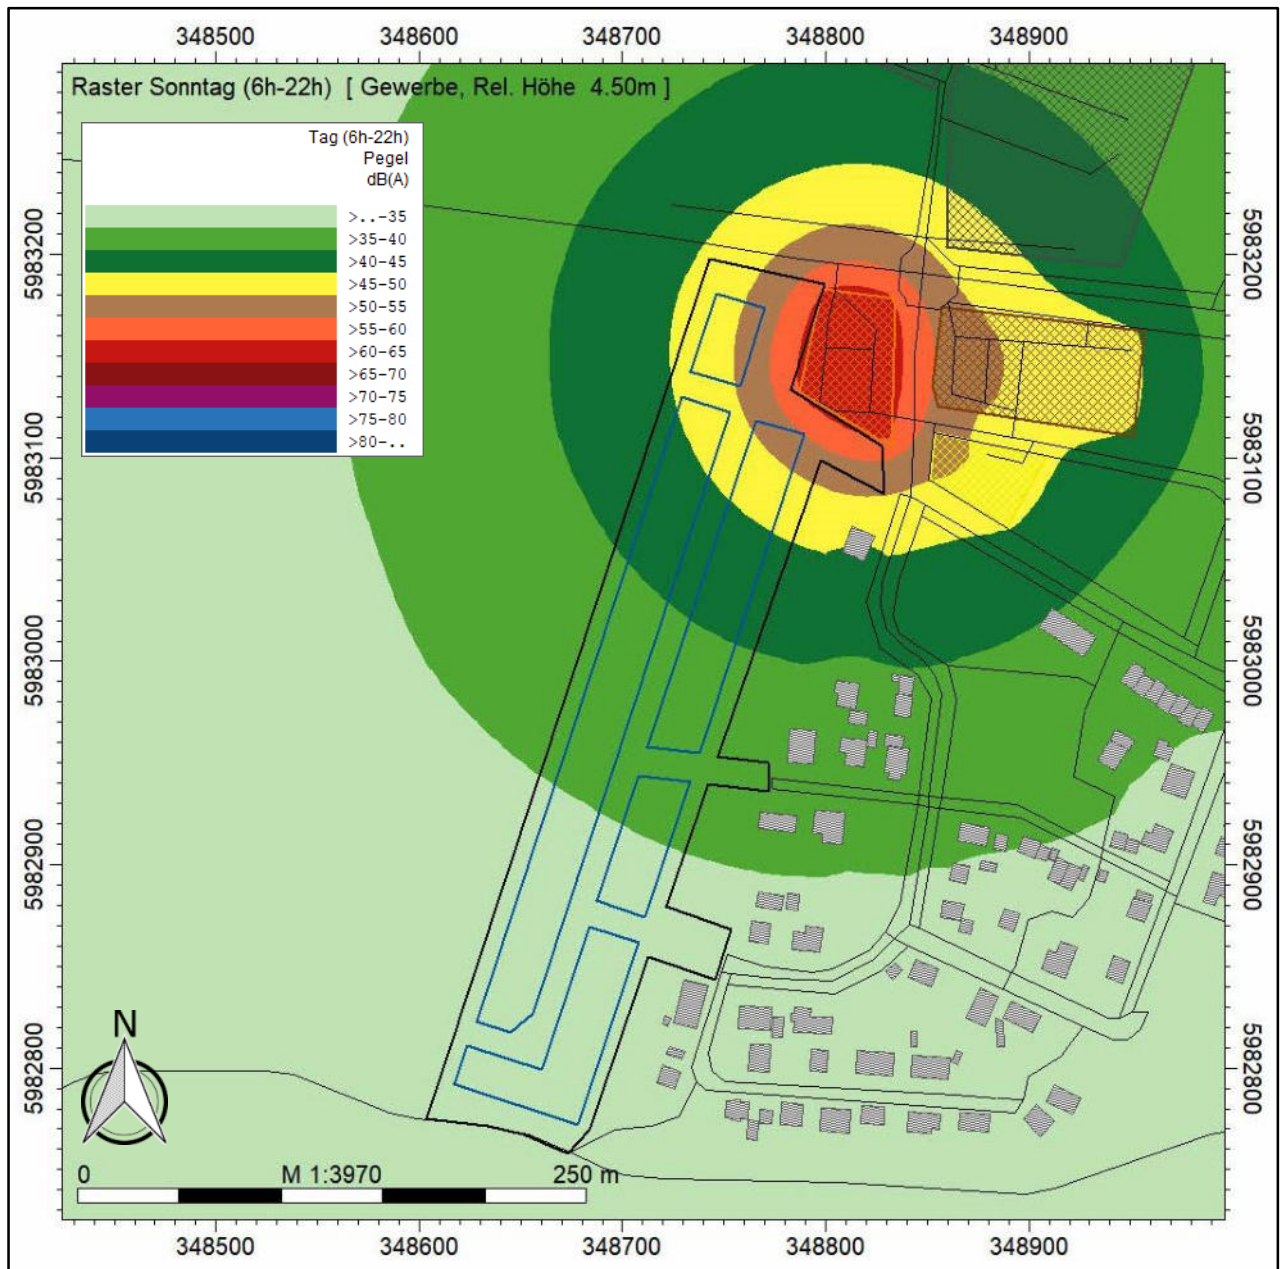 348500 348600 348700 348800 348900
Raster Sonntag (6h-22h) [ Gewerbe, Rel. Höhe 4.50m ]
Tag (6h-22h)
Pegel
dB(A)
>..-35
>35-40
>40-45
>45-50
>50-55
>55-60
>60-65
>65-70
>70-75
>75-80
>80-..
5983200
5983100
5983000
5982900
5982800
5983200
5983100
5983000
5982900
5982800
N
0 M 1:3970 250 m
348500 348600 348700 348800 348900